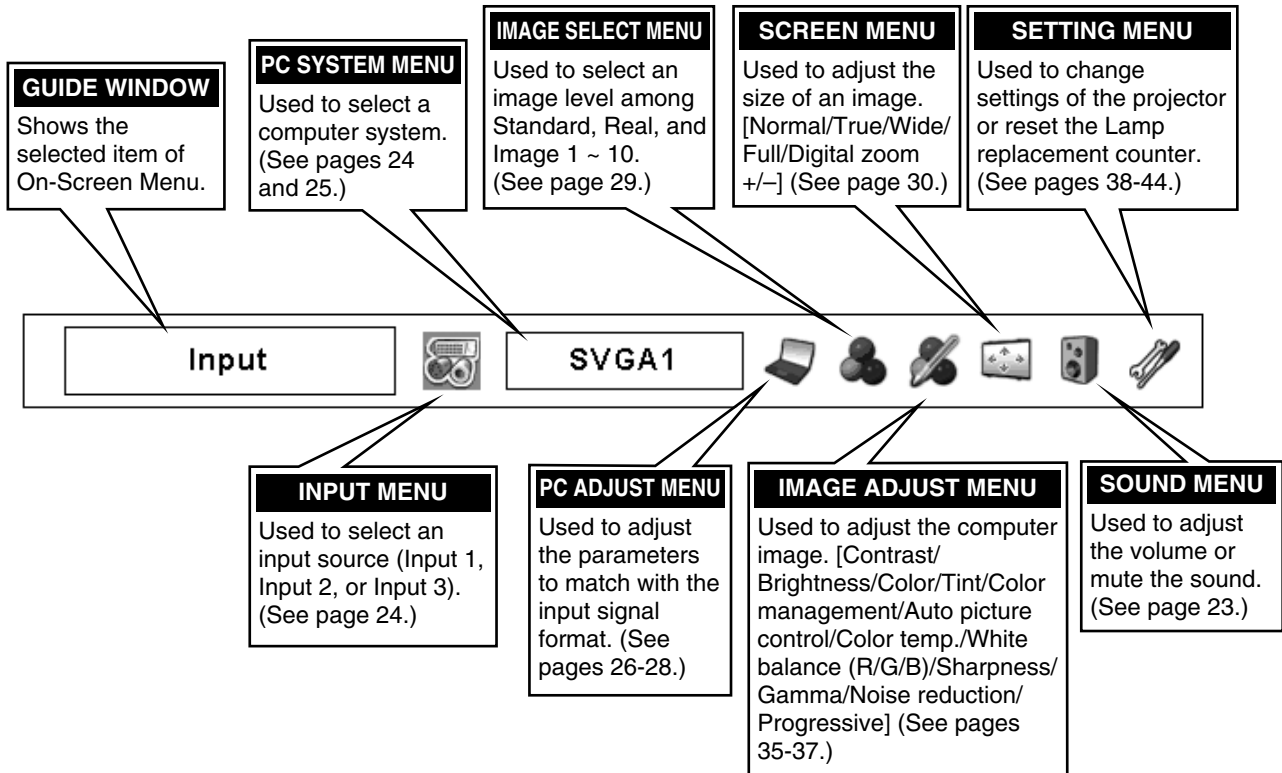 GUIDE WINDOW
Shows the
selected item of
On-Screen Menu.
PC SYSTEM MENU
Used to select a
computer system.
(See pages 24
and 25.)
IMAGE SELECT MENU
Used to select an
image level among
Standard, Real, and
Image 1 ~ 10.
(See page 29.)
SCREEN MENU
Used to adjust the
size of an image.
[Normal/True/Wide/
Full/Digital zoom
+/–] (See page 30.)
SETTING MENU
Used to change
settings of the projector
or reset the Lamp
replacement counter.
(See pages 38-44.)
Input
SVGA1
INPUT MENU
Used to select an
input source (Input 1,
Input 2, or Input 3).
(See page 24.)
PC ADJUST MENU
Used to adjust
the parameters
to match with the
input signal
format. (See
pages 26-28.)
IMAGE ADJUST MENU
Used to adjust the computer
image. [Contrast/
Brightness/Color/Tint/Color
management/Auto picture
control/Color temp./White
balance (R/G/B)/Sharpness/
Gamma/Noise reduction/
Progressive] (See pages
35-37.)
SOUND MENU
Used to adjust
the volume or
mute the sound.
(See page 23.)